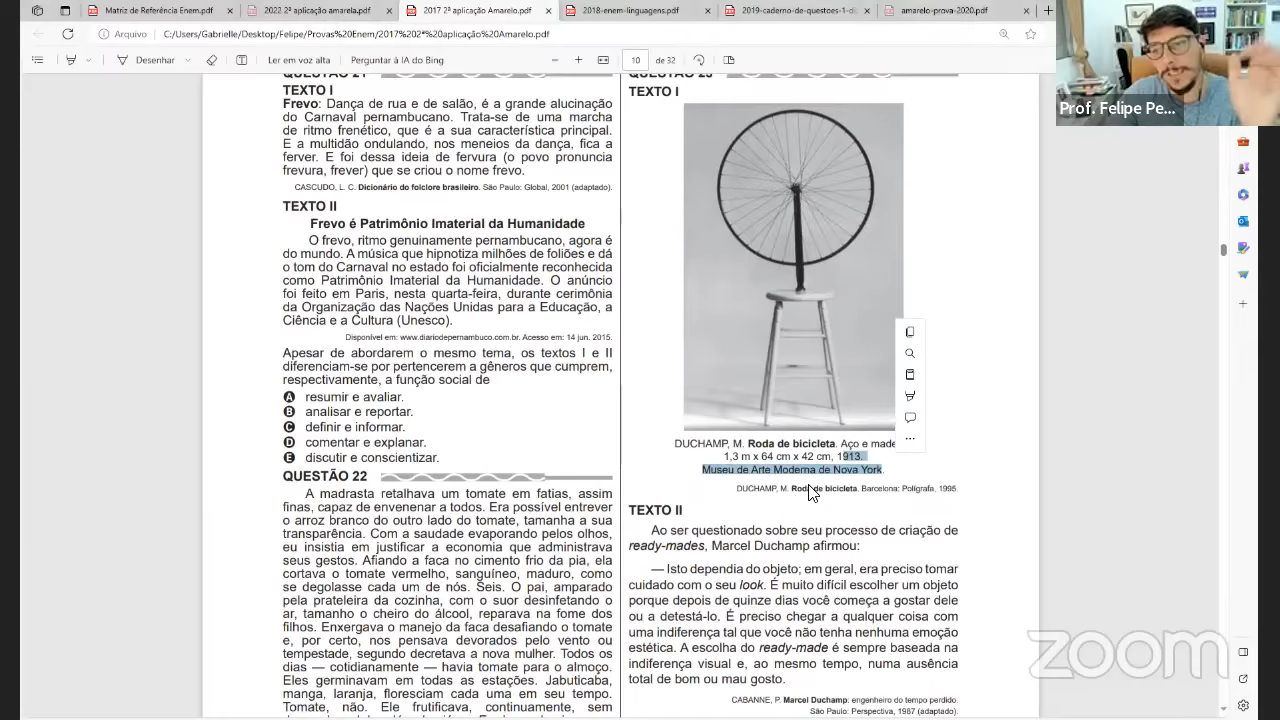 Matriz de Referência Enem.pdf
2022 2ª aplicação amarela.pdf
2017 2ª aplicação Amarelo.pdf
2018-enem-linguagens.pdf
2019-caderno-de-questoes-1-di
amarelo-prova-2020.pdf
Arquivo
C:/Users/Gabrielle/Desktop/Felipe/Provas%20Enem/2017%202ª%20aplicação%20Amarelo.pdf
Desenhar
Ler em voz alta
Perguntar à IA do Bing
10 de 32
Prof. Felipe Pe...
QUESTÃO 21
TEXTO I
Frevo: Dança de rua e de salão, é a grande alucinação
do Carnaval pernambucano. Trata-se de uma marcha
de ritmo frenético, que é a sua característica principal.
E a multidão ondulando, nos meneios da dança, fica a
ferver. E foi dessa ideia de fervura (o povo pronuncia
frevura, frever) que se criou o nome frevo.
CASCUDO, L. C. Dicionário do folclore brasileiro. São Paulo: Global, 2001 (adaptado).
TEXTO II
Frevo é Patrimônio Imaterial da Humanidade
O frevo, ritmo genuinamente pernambucano, agora é
do mundo. A música que hipnotiza milhões de foliões e dá
o tom do Carnaval no estado foi oficialmente reconhecida
como Patrimônio Imaterial da Humanidade. O anúncio
foi feito em Paris, nesta quarta-feira, durante cerimônia
da Organização das Nações Unidas para a Educação, a
Ciência e a Cultura (Unesco).
Disponível em: www.diariodepernambuco.com.br. Acesso em: 14 jun. 2015.
Apesar de abordarem o mesmo tema, os textos I e II
diferenciam-se por pertencerem a gêneros que cumprem,
respectivamente, a função social de
A resumir e avaliar.
B analisar e reportar.
C definir e informar.
D comentar e explanar.
E discutir e conscientizar.
QUESTÃO 22
A madrasta retalhava um tomate em fatias, assim
finas, capaz de envenenar a todos. Era possível entrever
o arroz branco do outro lado do tomate, tamanha a sua
transparência. Com a saudade evaporando pelos olhos,
eu insistia em justificar a economia que administrava
seus gestos. Afiando a faca no cimento frio da pia, ela
cortava o tomate vermelho, sanguíneo, maduro, como
se degolasse cada um de nós. Seis. O pai, amparado
pela prateleira da cozinha, com o suor desinfetando o
ar, tamanho o cheiro do álcool, reparava na fome dos
filhos. Enxergava o manejo da faca desafiando o tomate
e, por certo, nos pensava devorados pelo vento ou
tempestade, segundo decretava a nova mulher. Todos os
dias — cotidianamente — havia tomate para o almoço.
Eles germinavam em todas as estações. Jabuticaba,
manga, laranja, floresciam cada uma em seu tempo.
Tomate, não. Ele frutificava, continuamente, sem
QUESTÃO 23
TEXTO I
DUCHAMP, M. Roda de bicicleta. Aço e made
1,3 m x 64 cm x 42 cm, 1913.
Museu de Arte Moderna de Nova York.
DUCHAMP, M. Roda de bicicleta. Barcelona: Polígrafa, 1995.
TEXTO II
Ao ser questionado sobre seu processo de criação de
ready-mades, Marcel Duchamp afirmou:
— Isto dependia do objeto; em geral, era preciso tomar
cuidado com o seu look. É muito difícil escolher um objeto
porque depois de quinze dias você começa a gostar dele
ou a detestá-lo. É preciso chegar a qualquer coisa com
uma indiferença tal que você não tenha nenhuma emoção
estética. A escolha do ready-made é sempre baseada na
indiferença visual e, ao mesmo tempo, numa ausência
total de bom ou mau gosto.
CABANNE, P. Marcel Duchamp: engenheiro do tempo perdido.
São Paulo: Perspectiva, 1987 (adaptado).
zoom